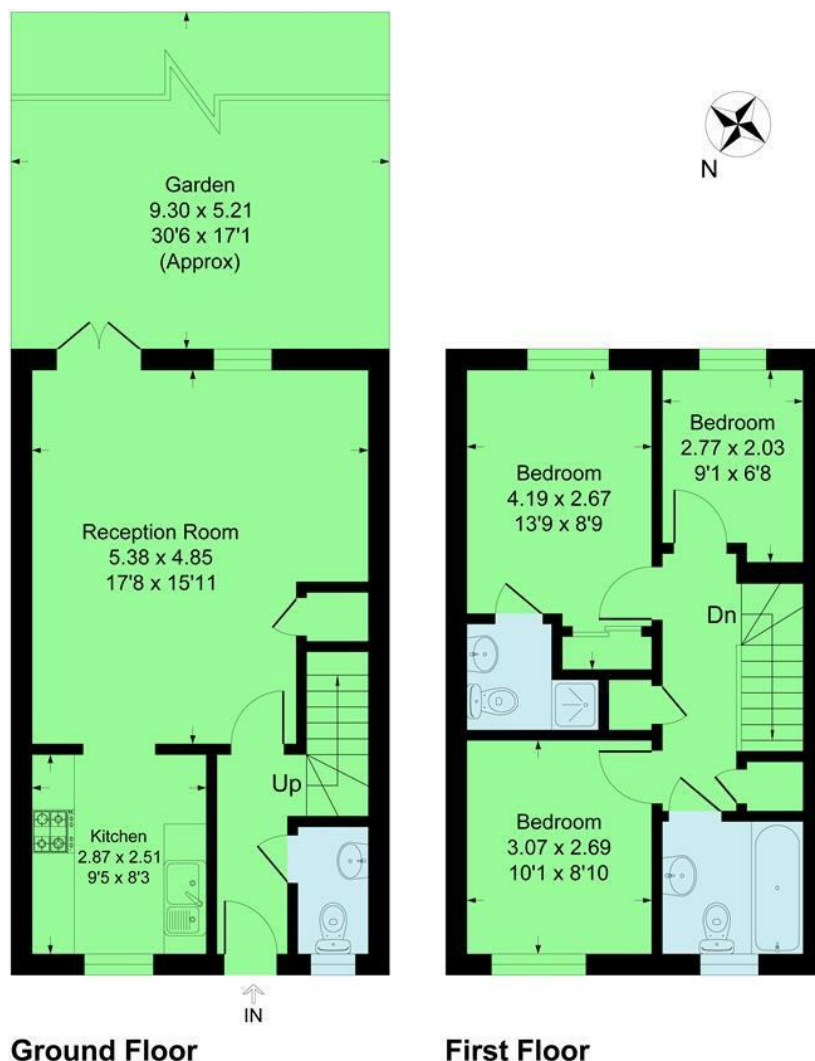 Garden
9.30 x 5.21
30'6 x 17'1
(Approx)
N
Reception Room
5.38 x 4.85
17'8 x 15'11
Up
Kitchen
2.87 x 2.51
9'5 x 8'3
IN
Ground Floor
Bedroom
4.19 x 2.67
13'9 x 8'9
Bedroom
2.77 x 2.03
9'1 x 6'8
Dn
Bedroom
3.07 x 2.69
10'1 x 8'10
First Floor